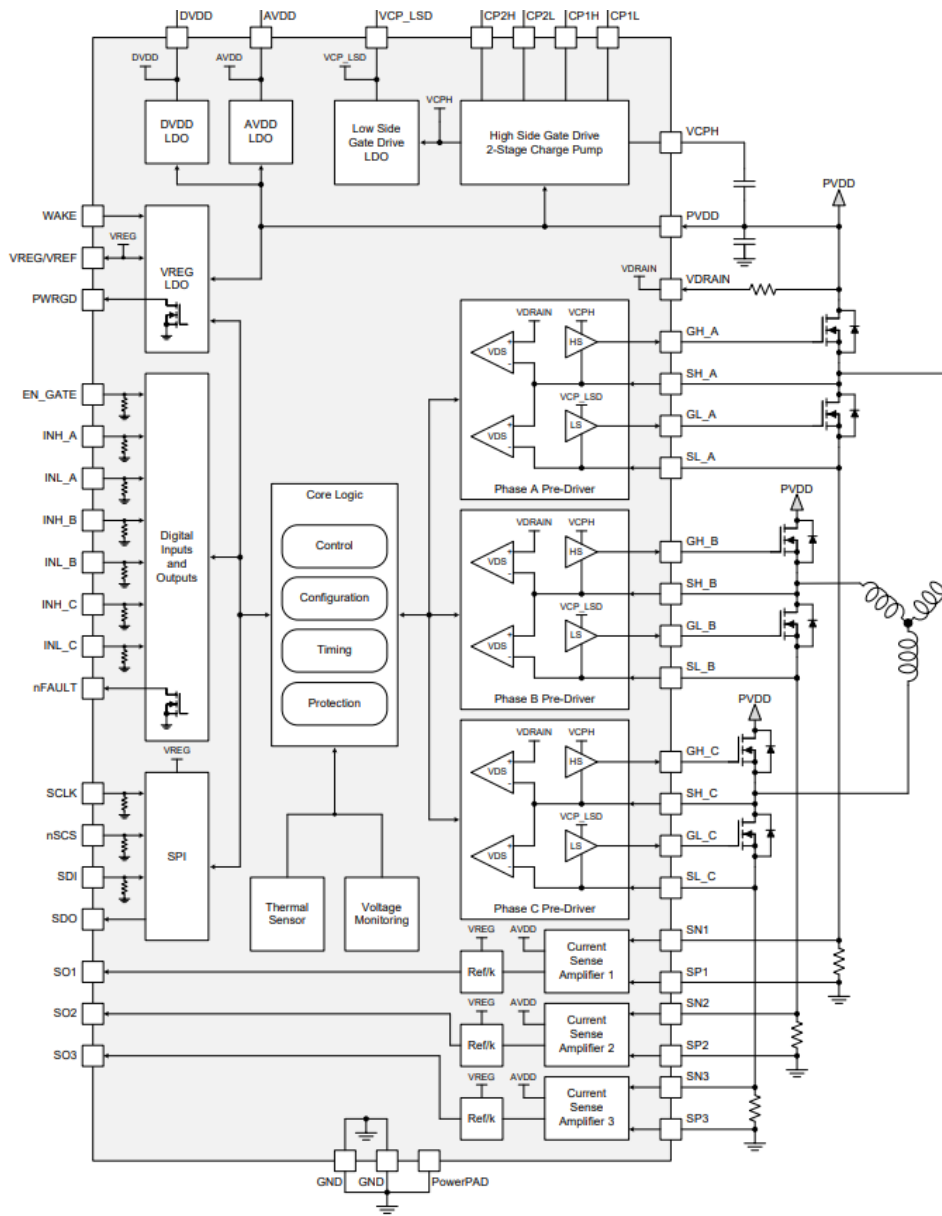 DVDD
AVDD
VCP_LSD
CP2H
CP2L
CP1H
CP1L
DVDD
AVDD
VCP_LSD
VCPH
DVDD
LDO
AVDD
LDO
Low Side
Gate Drive
LDO
High Side Gate Drive
2-Stage Charge Pump
VCPH
PVDD
WAKE
VREG
VREG/VREF
VREG
LDO
PWRGD
PVDD
VDRAIN
VDRAIN
VDRAIN
VCPH
VDS
+
-
HS
GH_A
SH_A
VCP_LSD
VDS
+
-
LS
GL_A
SL_A
Phase A Pre-Driver
EN_GATE
INH_A
INL_A
INH_B
INL_B
INH_C
INL_C
nFAULT
Digital
Inputs
and
Outputs
Core Logic
Control
Configuration
Timing
Protection
PVDD
VDRAIN
VCPH
VDS
+
-
HS
GH_B
SH_B
VCP_LSD
VDS
+
-
LS
GL_B
SL_B
Phase B Pre-Driver
PVDD
VDRAIN
VCPH
VDS
+
-
HS
GH_C
SH_C
VCP_LSD
VDS
+
-
LS
GL_C
SL_C
Phase C Pre-Driver
VREG
SCLK
nSCS
SDI
SDO
SPI
Thermal
Sensor
Voltage
Monitoring
SO1
VREG
Ref/k
AVDD
Current
Sense
Amplifier 1
SN1
SP1
SO2
VREG
Ref/k
AVDD
Current
Sense
Amplifier 2
SN2
SP2
SO3
VREG
Ref/k
AVDD
Current
Sense
Amplifier 3
SN3
SP3
GND
GND
PowerPAD